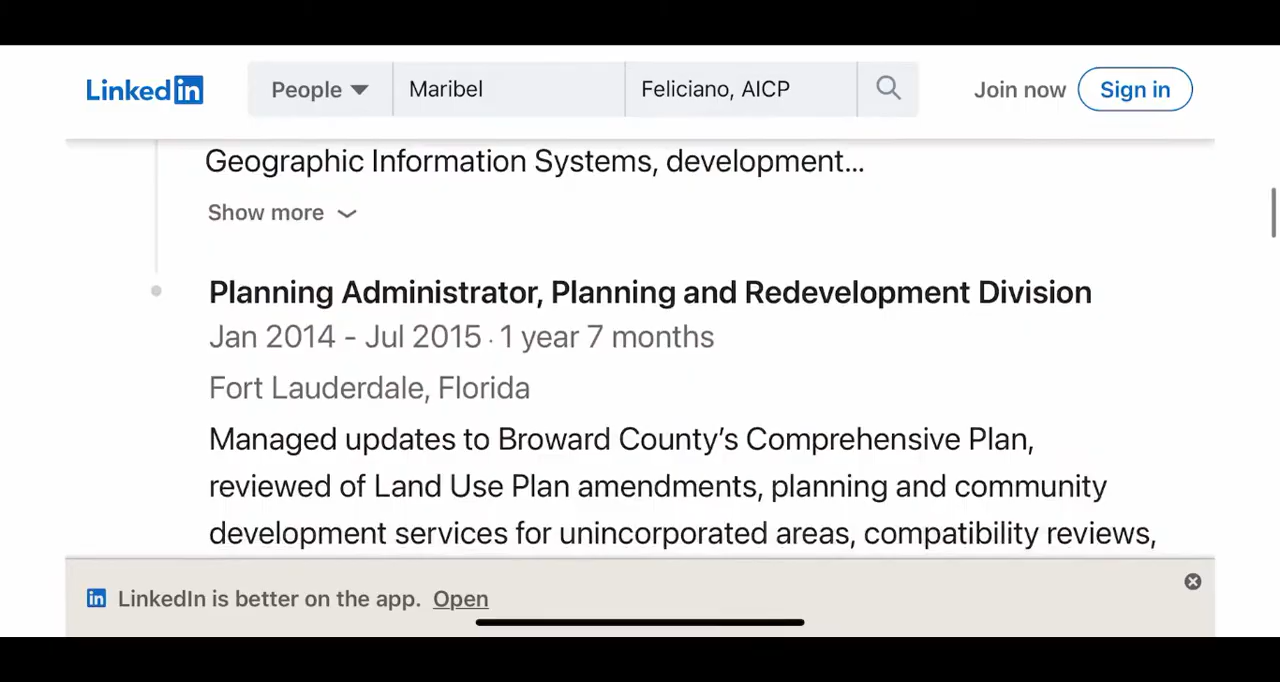 Linked in People Maribel Feliciano, AICP Join now Sign in
Geographic Information Systems, development...
Show more
Planning Administrator, Planning and Redevelopment Division
Jan 2014 - Jul 2015 · 1 year 7 months
Fort Lauderdale, Florida
Managed updates to Broward County’s Comprehensive Plan,
reviewed of Land Use Plan amendments, planning and community
development services for unincorporated areas, compatibility reviews,
in LinkedIn is better on the app. Open